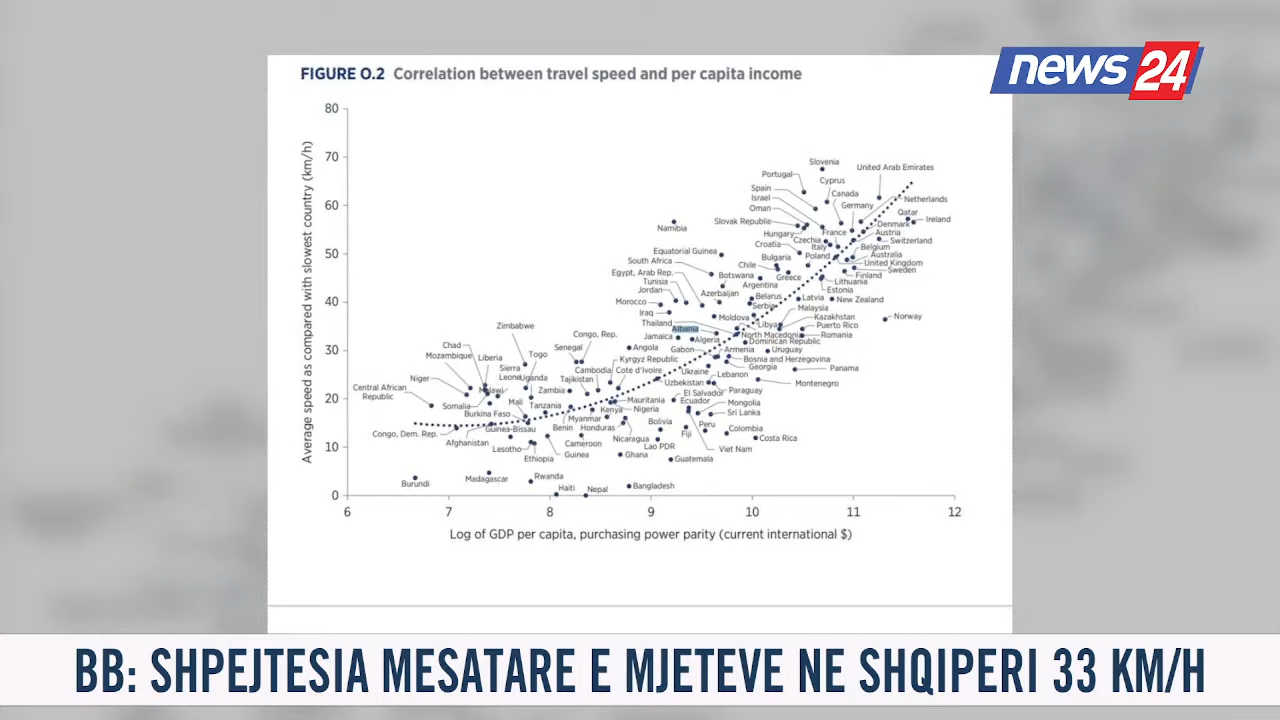 news 24
FIGURE O.2 Correlation between travel speed and per capita income
Average speed as compared with slowest country (km/h)
80
70
60
50
40
30
20
10
0
6 7 8 9 10 11 12
Log of GDP per capita, purchasing power parity (current international $)
Slovenia
United Arab Emirates
Portugal
Cyprus
Spain
Canada
Israel
Netherlands
Oman
Germany
Qatar
Slovak Republic
Denmark
Ireland
Namibia
Hungary
France
Austria
Czechia
Switzerland
Croatia
Italy
Belgium
Equatorial Guinea
Bulgaria
Poland
Australia
South Africa
Chile
United Kingdom
Egypt, Arab Rep.
Botswana
Greece
Sweden
Tunisia
Argentina
Finland
Jordan
Azerbaijan
Lithuania
Estonia
Morocco
Belarus
Latvia
New Zealand
Serbia
Malaysia
Iraq
Moldova
Kazakhstan
Norway
Thailand
Libya
Puerto Rico
Zimbabwe
Albania
North Macedonia
Romania
Congo, Rep.
Jamaica
Algeria
Dominican Republic
Chad
Senegal
Angola
Gabon
Armenia
Uruguay
Mozambique
Liberia
Togo
Kyrgyz Republic
Bosnia and Herzegovina
Sierra
Leone
Uganda
Cambodia
Cote d'Ivoire
Ukraine
Georgia
Panama
Niger
Tajikistan
Lebanon
Central African
Republic
Malawi
Zambia
Uzbekistan
Montenegro
El Salvador
Paraguay
Somalia
Mali
Tanzania
Mauritania
Ecuador
Mongolia
Burkina Faso
Kenya
Nigeria
Sri Lanka
Myanmar
Bolivia
Peru
Congo, Dem. Rep.
Guinea-Bissau
Benin
Honduras
Fiji
Colombia
Afghanistan
Cameroon
Nicaragua
Costa Rica
Lesotho
Guinea
Lao PDR
Viet Nam
Ethiopia
Ghana
Guatemala
Burundi
Madagascar
Rwanda
Haiti
Nepal
Bangladesh
BB: SHPEJTESIA MESATARE E MJETEVE NE SHQIPERI 33 KM/H